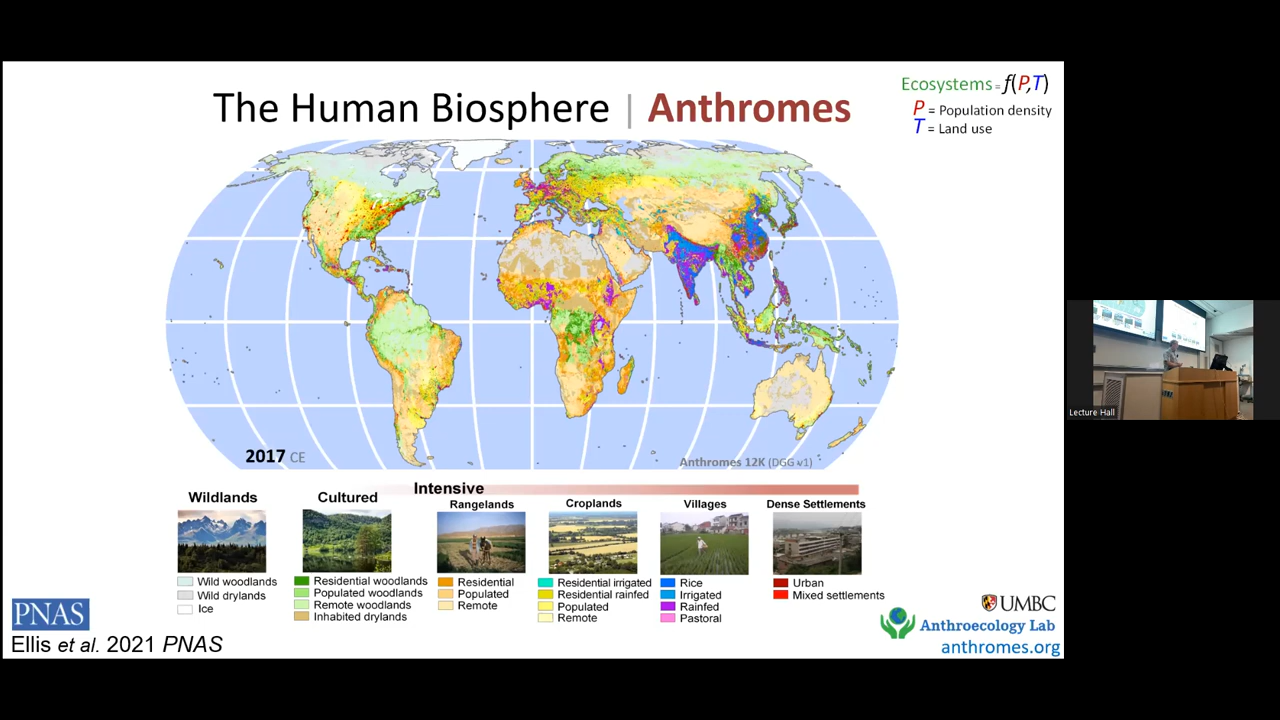 The Human Biosphere | Anthromes
Ecosystems = f(P,T)
P = Population density
T = Land use
2017 CE
Anthromes 12K (DGG v1)
Intensive
Wildlands
Wild woodlands
Wild drylands
Ice
Cultured
Residential woodlands
Populated woodlands
Remote woodlands
Inhabited drylands
Rangelands
Residential
Populated
Remote
Croplands
Residential irrigated
Residential rainfed
Populated
Remote
Villages
Rice
Irrigated
Rainfed
Pastoral
Dense Settlements
Urban
Mixed settlements
PNAS
Ellis et al. 2021 PNAS
UMBC
Anthroecology Lab
anthromes.org
Lecture Hall